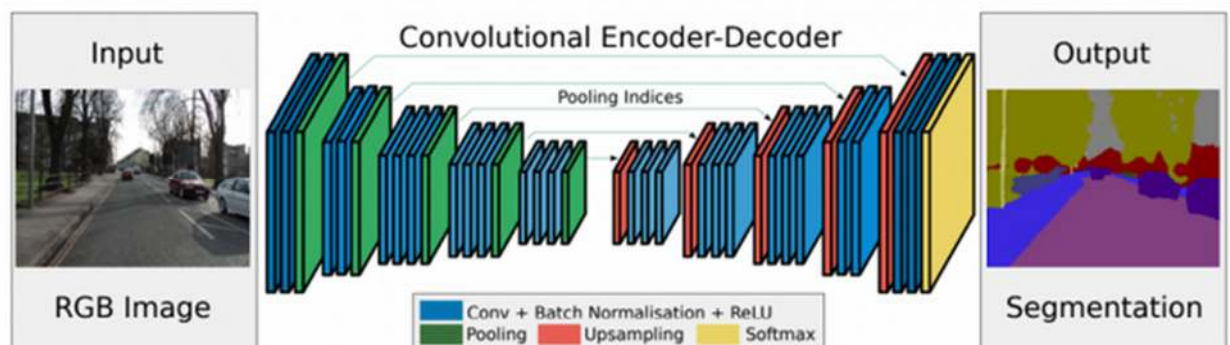 Input
RGB Image
Convolutional Encoder-Decoder
Pooling Indices
Conv + Batch Normalisation + ReLU
Pooling Upsampling Softmax
Output
Segmentation